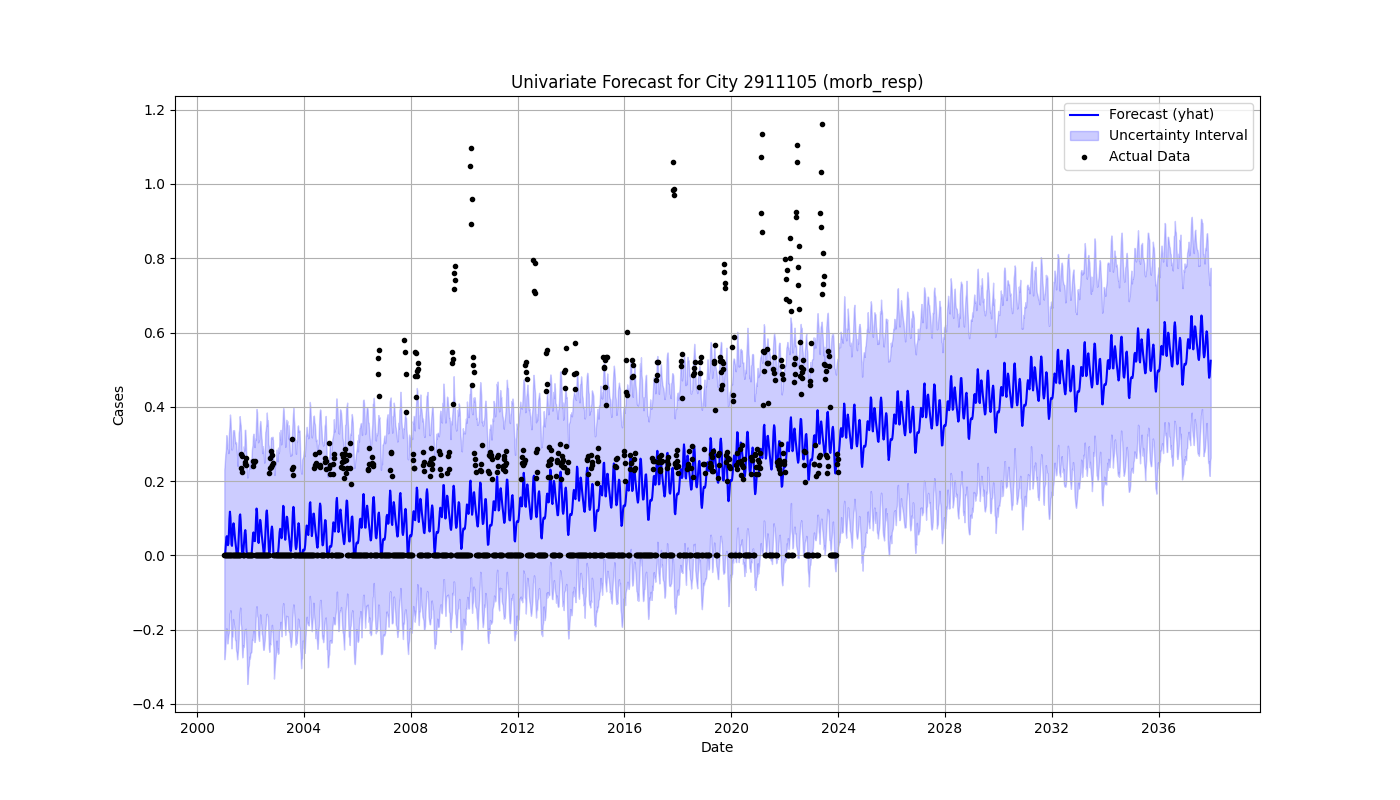 Univariate Forecast for City 2911105 (morb_resp)
Forecast (yhat)
Uncertainty Interval
Actual Data
Cases
1.2
1.0
0.8
0.6
0.4
0.2
0.0
−0.2
−0.4
2000 2004 2008 2012 2016 2020 2024 2028 2032 2036
Date